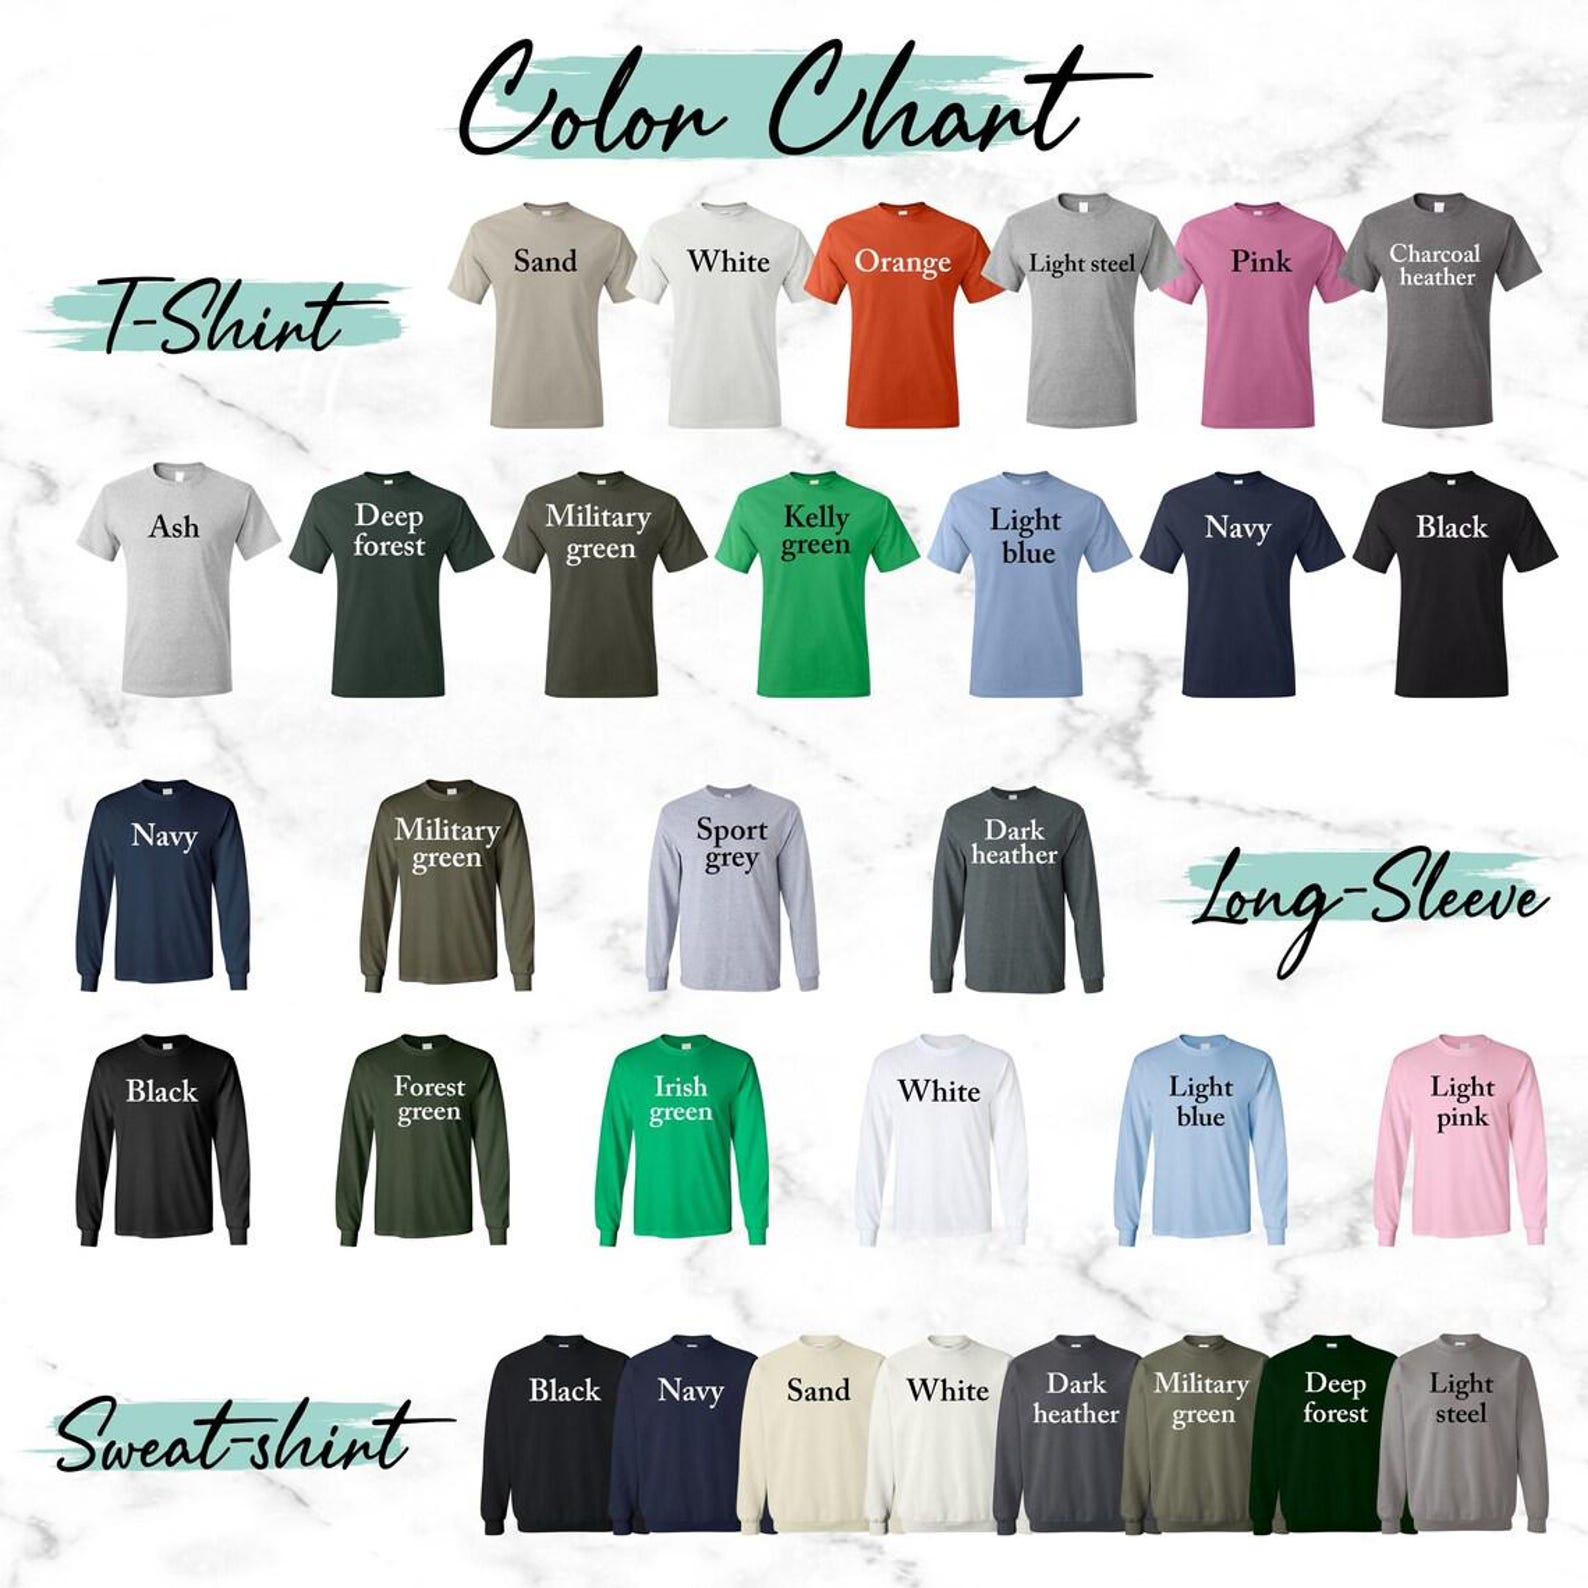 Color Chart
T-Shirt
Sand
White
Orange
Light steel
Pink
Charcoal
heather
Ash
Deep
forest
Military
green
Kelly
green
Light
blue
Navy
Black
Navy
Military
green
Sport
grey
Dark
heather
Long-Sleeve
Black
Forest
green
Irish
green
White
Light
blue
Light
pink
Sweat-shirt
Black
Navy
Sand
White
Dark
heather
Military
green
Deep
forest
Light
steel